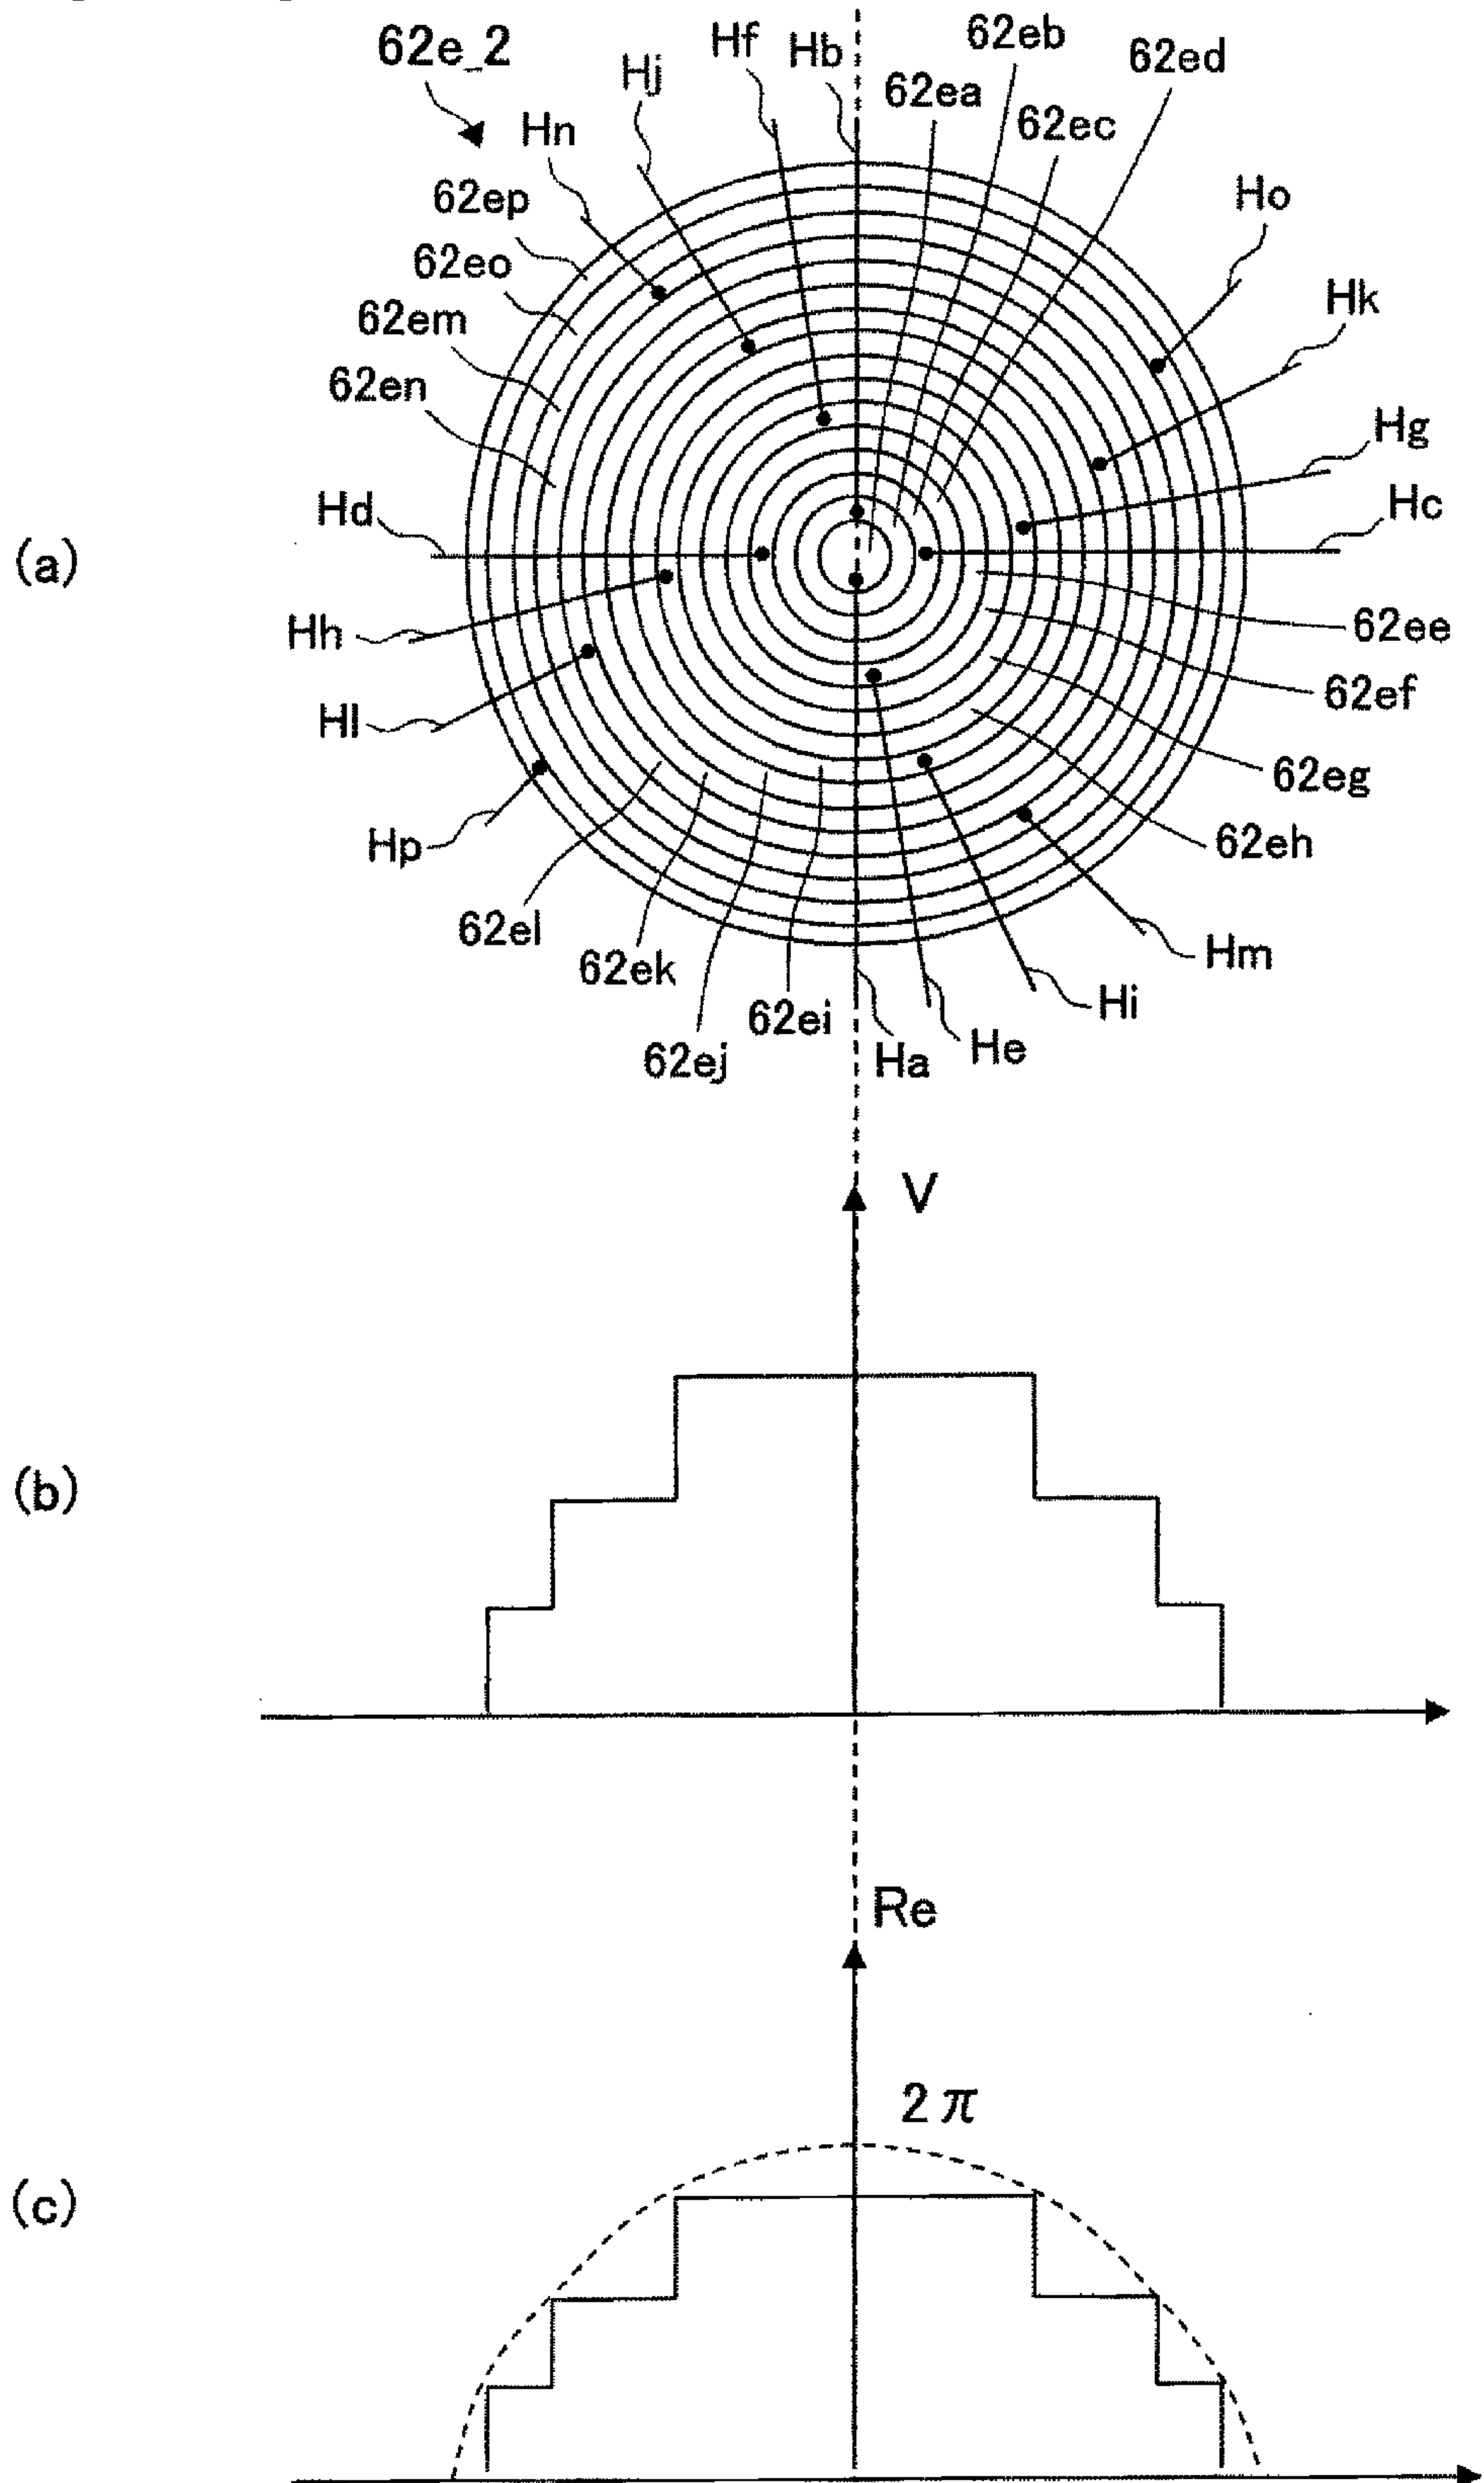 62e_2
Hj
Hf
Hb
62eb
62ea
62ed
62ec
Hn
62ep
62eo
62em
62en
Ho
Hk
Hg
Hc
Hd
(a)
Hh
Hl
Hp
62ee
62ef
62eg
62eh
62el
62ek
62ej
62ei
Ha
He
Hi
Hm
V
(b)
Re
2π
(c)